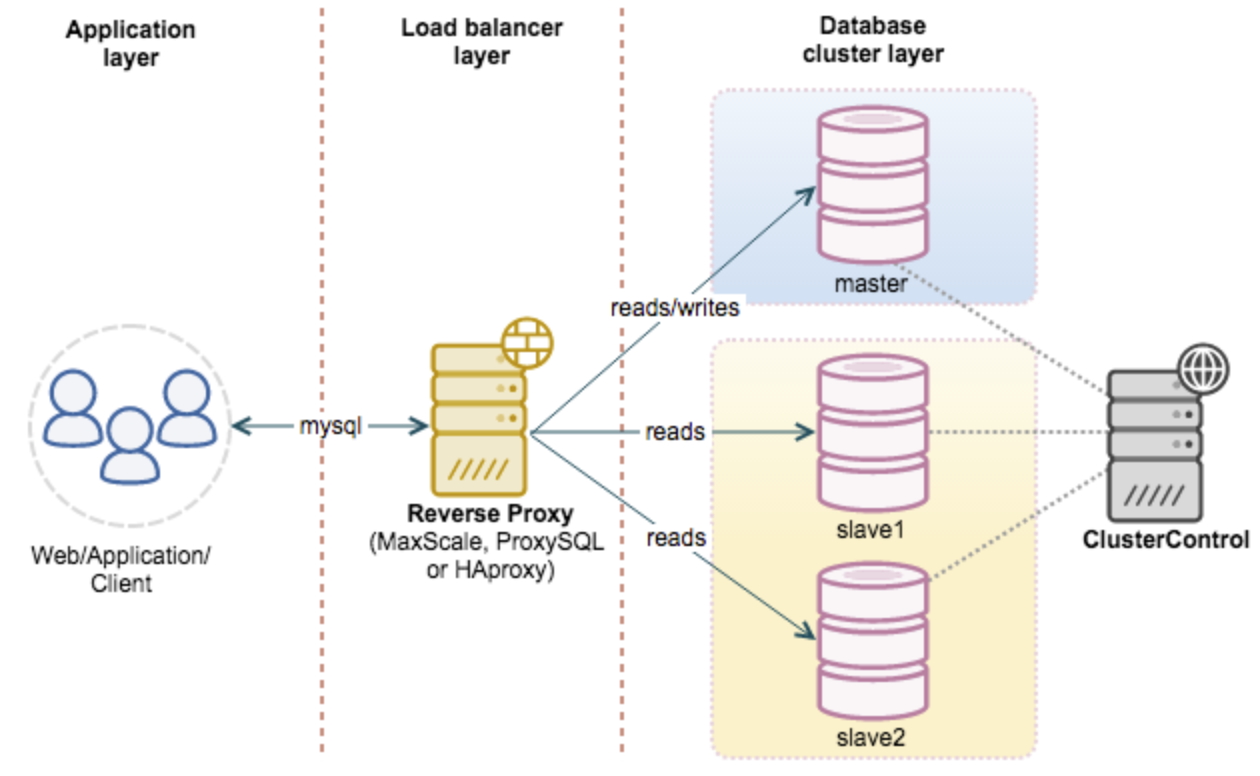 Application
layer
Load balancer
layer
Database
cluster layer
master
reads/writes
mysql
reads
slave1
Reverse Proxy
(MaxScale, ProxySQL
or HAproxy)
reads
ClusterControl
Web/Application/
Client
slave2